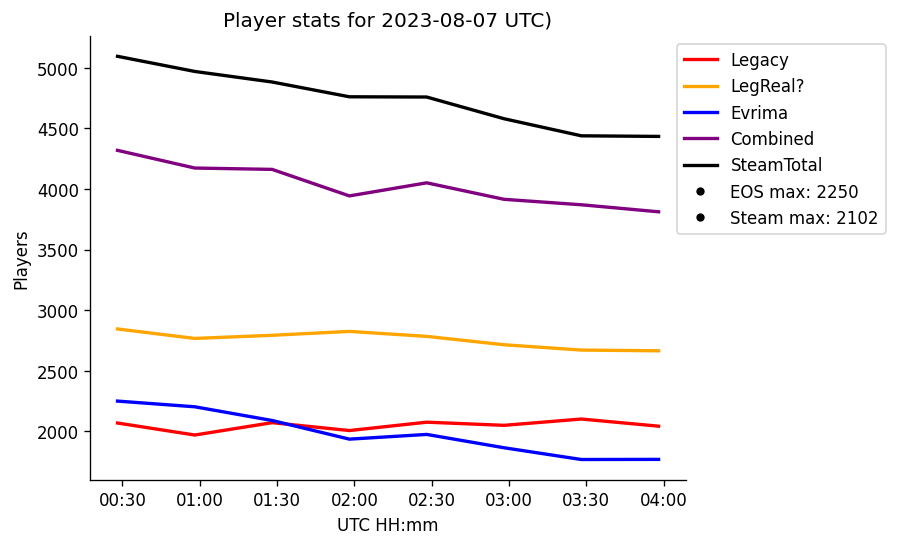 Player stats for 2023-08-07 UTC)
5000
4500
4000
3500
3000
2500
2000
Players
00:30 01:00 01:30 02:00 02:30 03:00 03:30 04:00
UTC HH:mm
Legacy
LegReal?
Evrima
Combined
SteamTotal
EOS max: 2250
Steam max: 2102